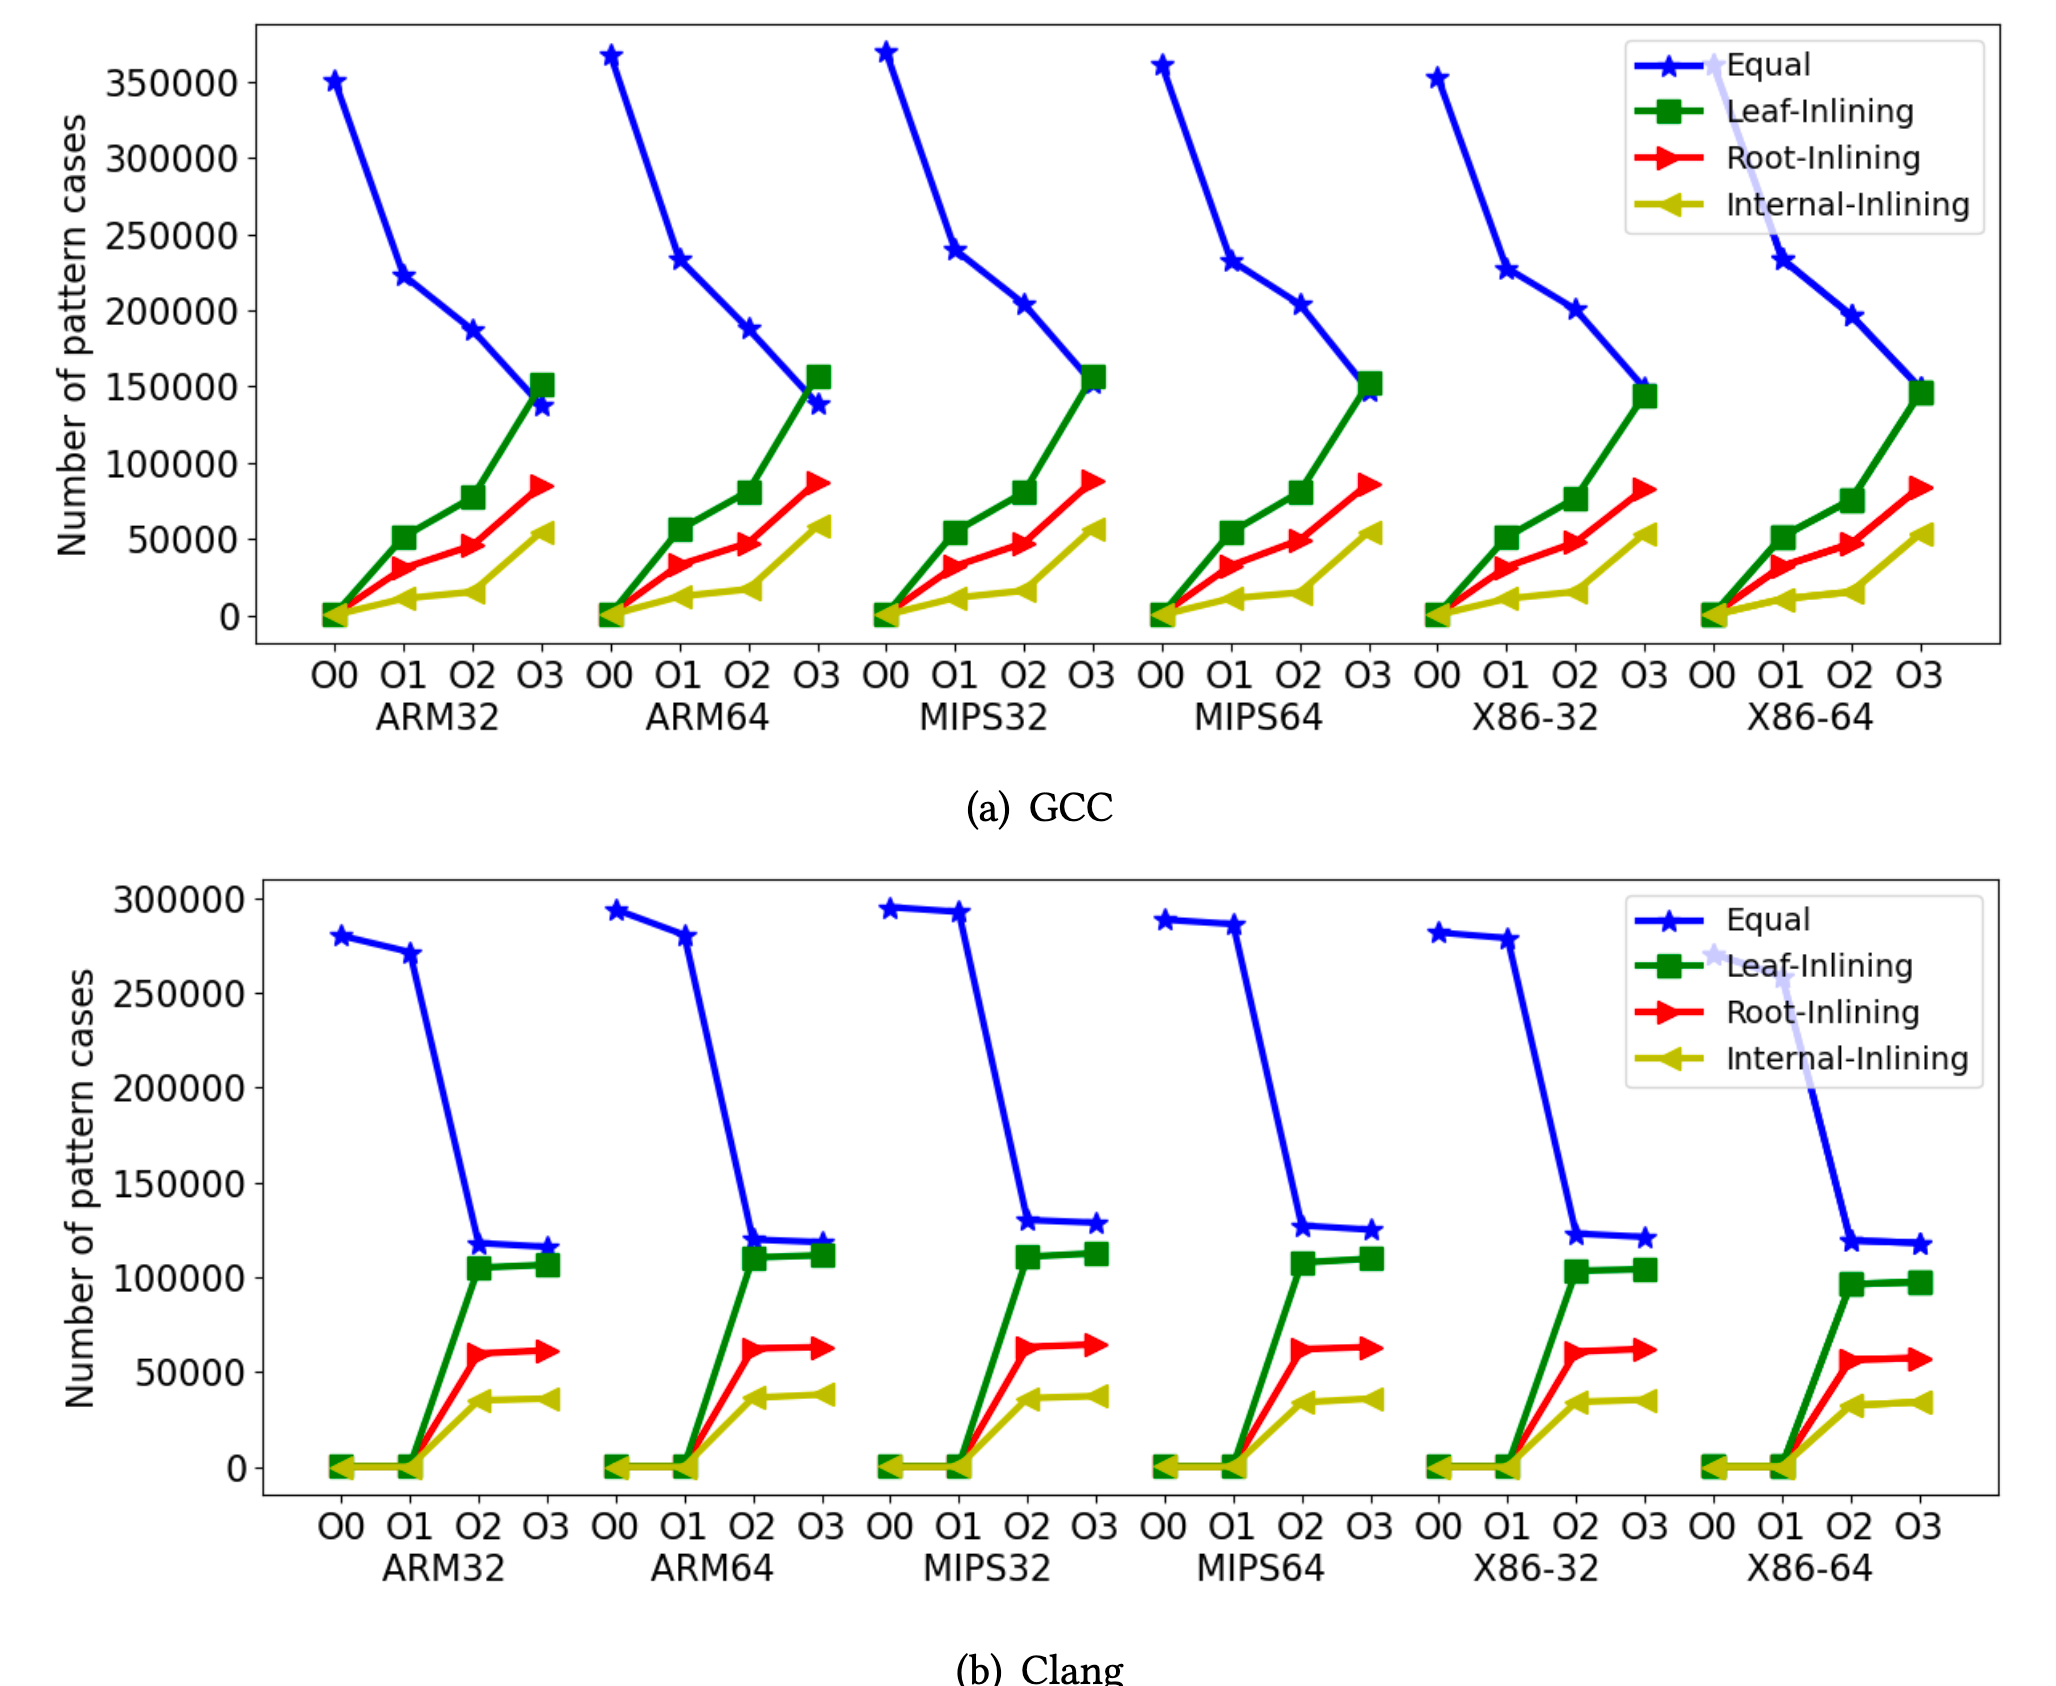 Number of pattern cases
350000
300000
250000
200000
150000
100000
50000
0
Equal
Leaf-Inlining
Root-Inlining
Internal-Inlining
O0 O1 O2 O3 O0 O1 O2 O3 O0 O1 O2 O3 O0 O1 O2 O3 O0 O1 O2 O3 O0 O1 O2 O3
ARM32 ARM64 MIPS32 MIPS64 X86-32 X86-64
(a) GCC
Number of pattern cases
300000
250000
200000
150000
100000
50000
0
Equal
Leaf-Inlining
Root-Inlining
Internal-Inlining
O0 O1 O2 O3 O0 O1 O2 O3 O0 O1 O2 O3 O0 O1 O2 O3 O0 O1 O2 O3 O0 O1 O2 O3
ARM32 ARM64 MIPS32 MIPS64 X86-32 X86-64
(b) Clang